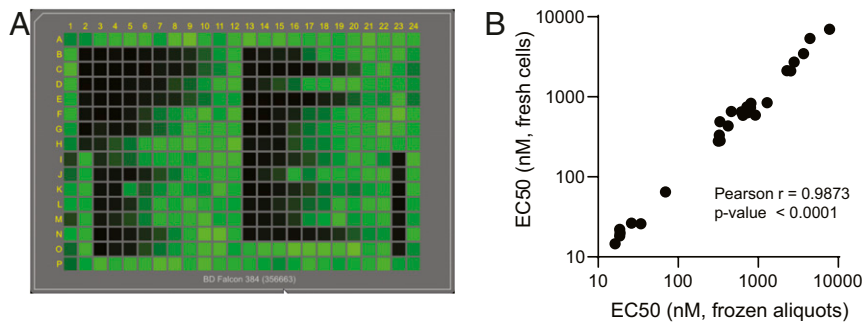 A
1 2 3 4 5 6 7 8 9 10 11 12 13 14 15 16 17 18 19 20 21 22 23 24
A
B
C
D
E
F
G
H
I
J
K
L
M
N
O
P
BD Falcon 384 (356663)
B
EC50 (nM, fresh cells)
10000
1000
100
10
Pearson r = 0.9873
p-value < 0.0001
10 100 1000 10000
EC50 (nM, frozen aliquots)